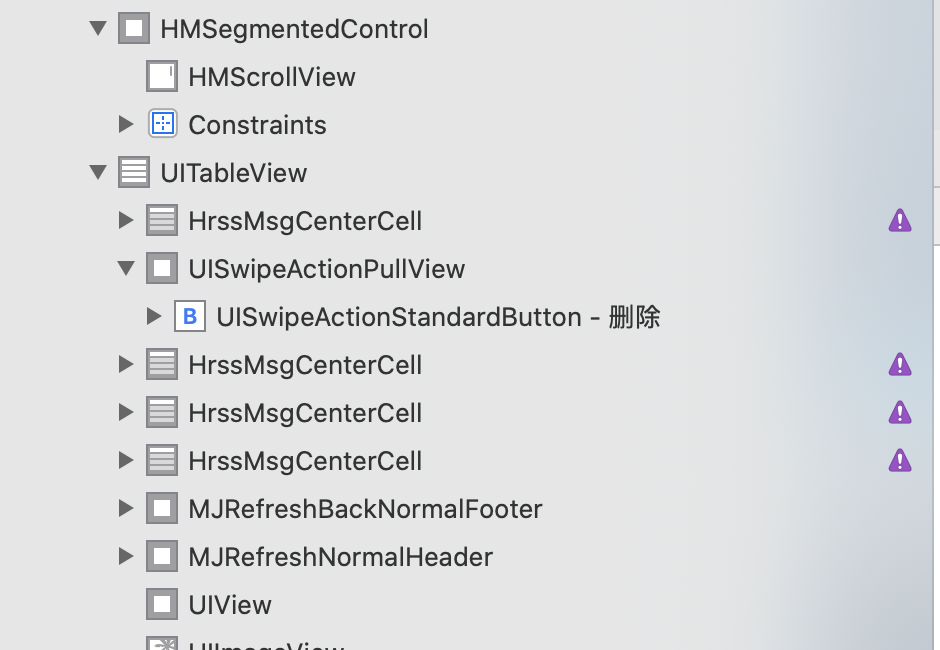 HMSegmentedControl
HMScrollView
Constraints
UITableView
HrssMsgCenterCell
UISwipeActionPullView
B UISwipeActionStandardButton - 删除
HrssMsgCenterCell
HrssMsgCenterCell
HrssMsgCenterCell
MJRefreshBackNormalFooter
MJRefreshNormalHeader
UIView
UIImageView